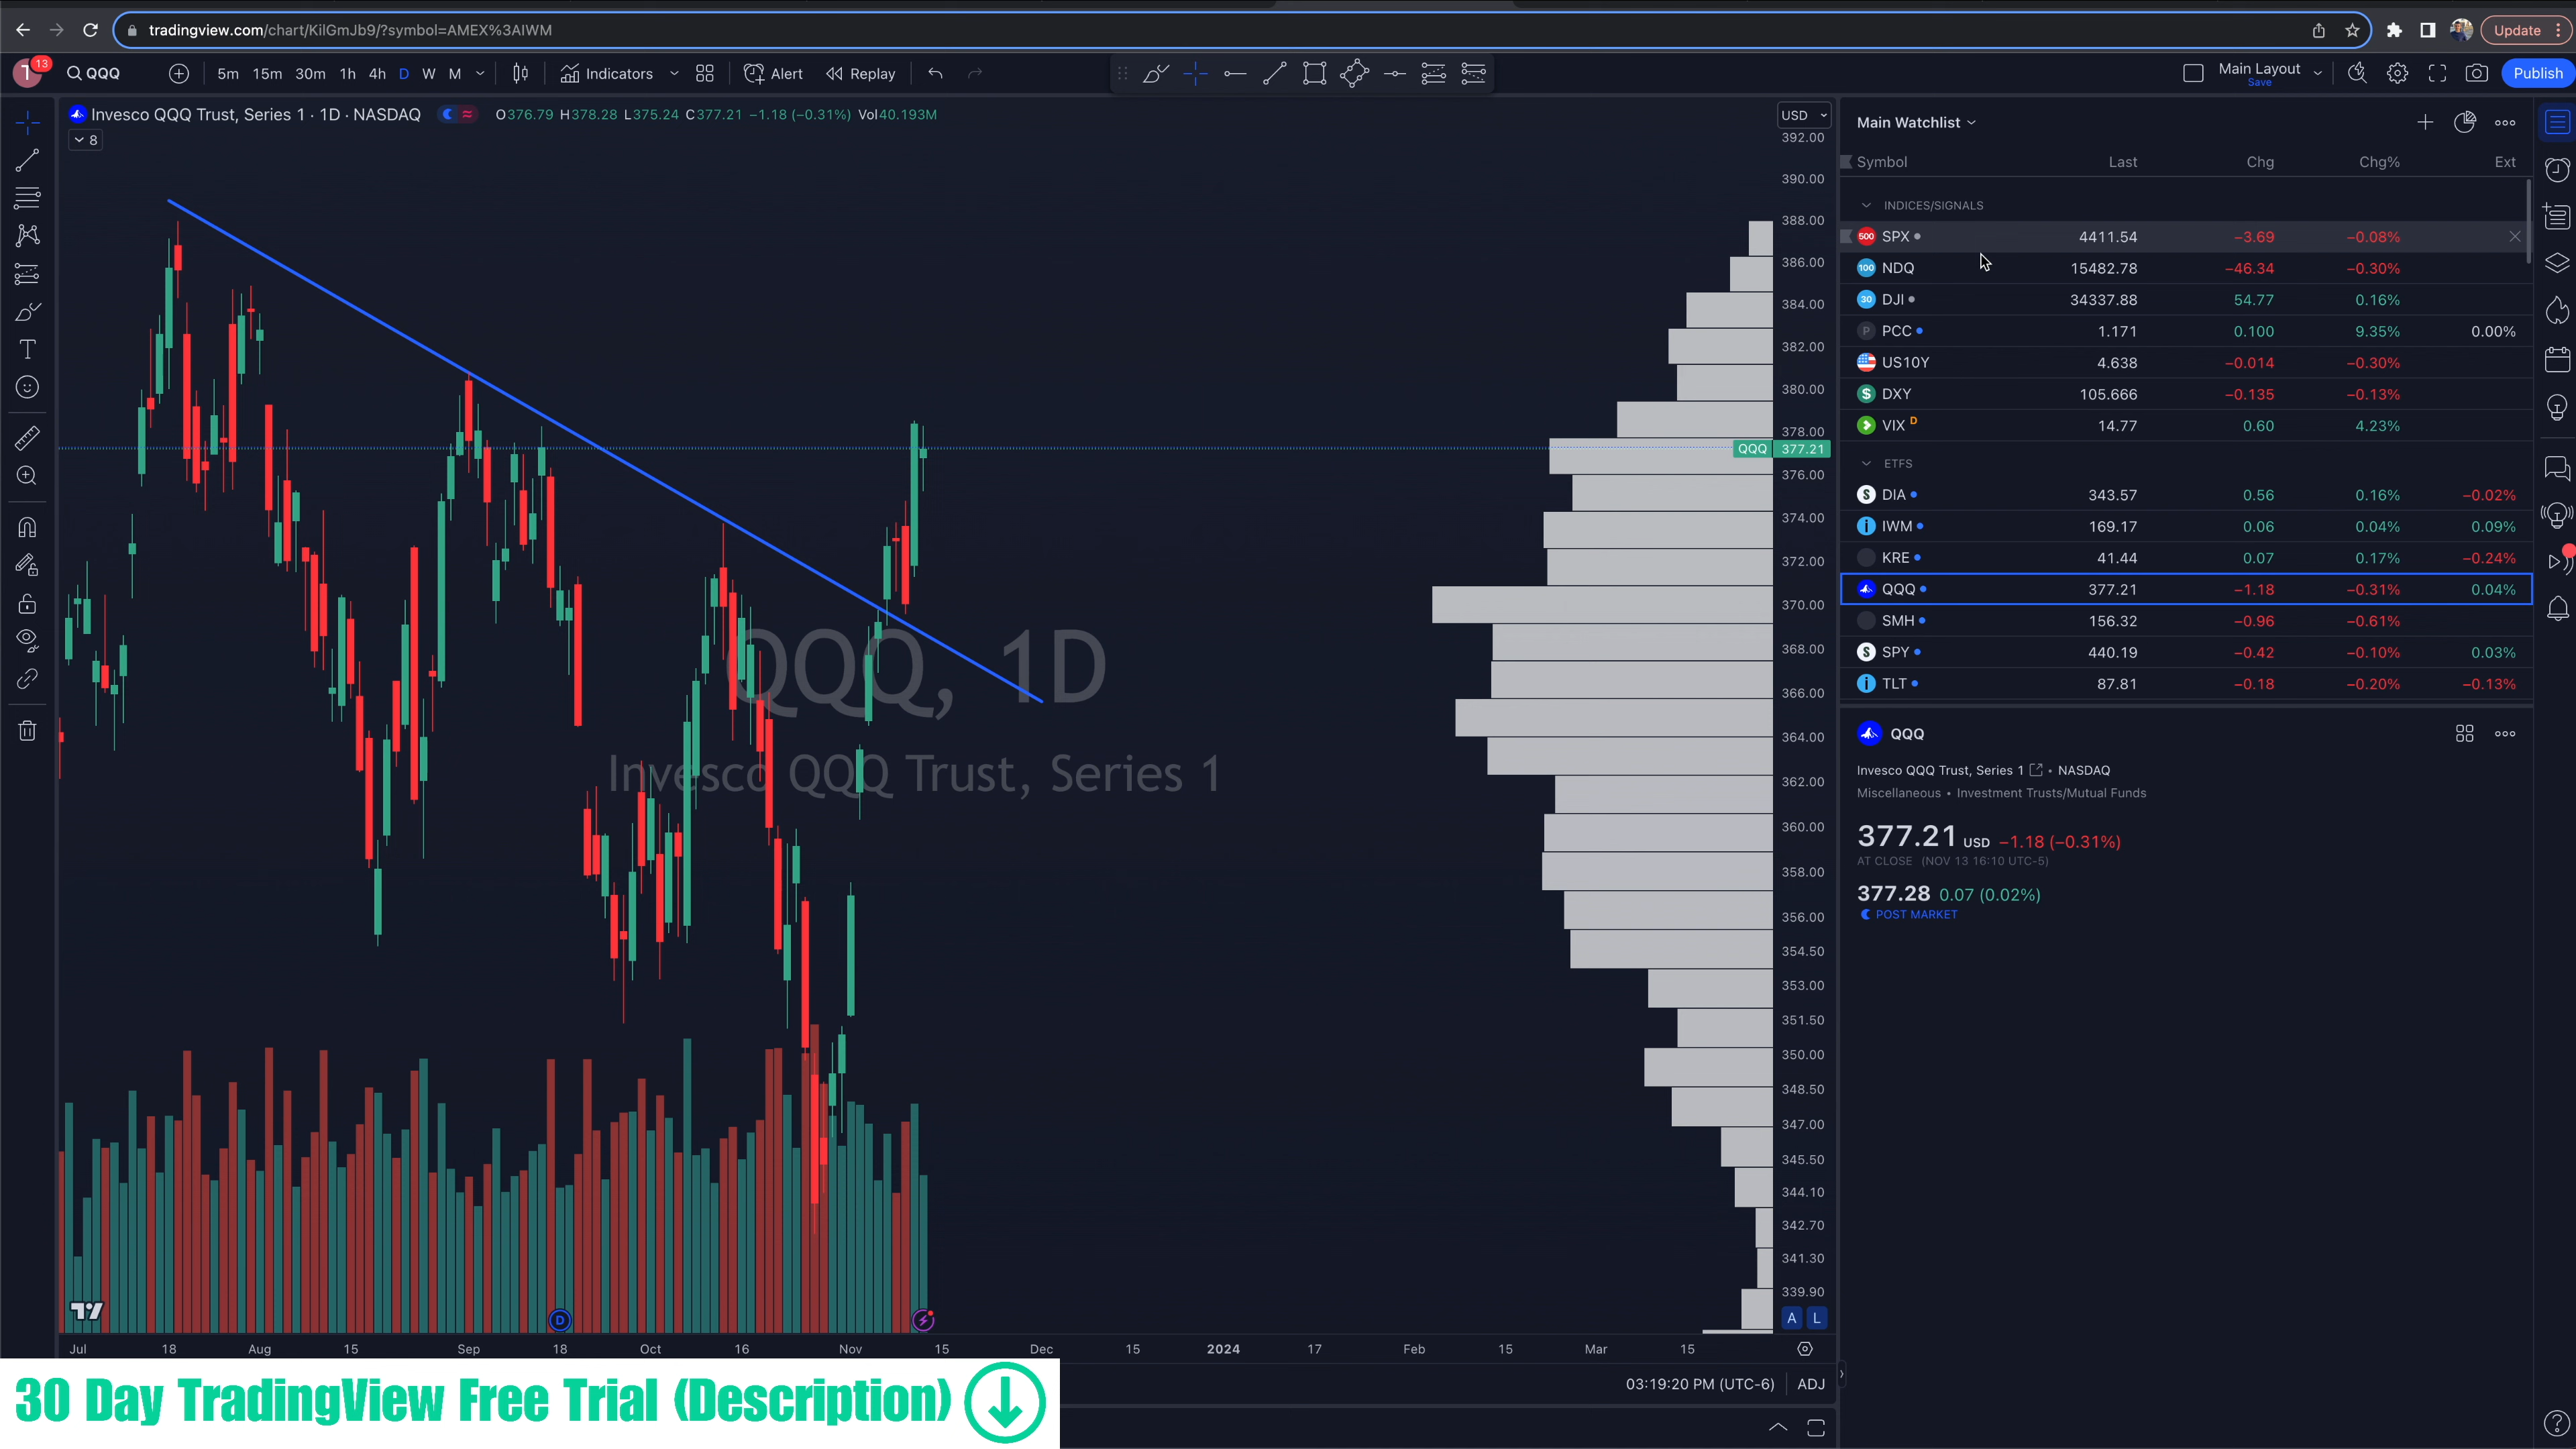 tradingview.com/chart/KilGmJb9/?symbol=AMEX%3AIWM
Update
T 13 QQQ 5m 15m 30m 1h 4h D W M Indicators Alert Replay Main Layout Save Publish
Invesco QQQ Trust, Series 1 · 1D · NASDAQ O376.79 H378.28 L375.24 C377.21 −1.18 (−0.31%) Vol40.193M
8
USD
392.00
390.00
388.00
386.00
384.00
382.00
380.00
378.00
QQQ 377.21
376.00
374.00
372.00
370.00
368.00
366.00
364.00
362.00
360.00
358.00
356.00
354.50
353.00
351.50
350.00
348.50
347.00
345.50
344.10
342.70
341.30
339.90
A L
QQQ, 1D
Invesco QQQ Trust, Series 1
D
Jul 18 Aug 15 Sep 18 Oct 16 Nov 15 Dec 15 2024 17 Feb 15 Mar 15
03:19:20 PM (UTC-6) ADJ
30 Day TradingView Free Trial (Description)
Main Watchlist
Symbol Last Chg Chg% Ext
INDICES/SIGNALS
500 SPX 4411.54 −3.69 −0.08%
100 NDQ 15482.78 −46.34 −0.30%
30 DJI 34337.88 54.77 0.16%
P PCC 1.171 0.100 9.35% 0.00%
US10Y 4.638 −0.014 −0.30%
$ DXY 105.666 −0.135 −0.13%
VIX D 14.77 0.60 4.23%
ETFS
S DIA 343.57 0.56 0.16% −0.02%
i IWM 169.17 0.06 0.04% 0.09%
KRE 41.44 0.07 0.17% −0.24%
QQQ 377.21 −1.18 −0.31% 0.04%
SMH 156.32 −0.96 −0.61%
S SPY 440.19 −0.42 −0.10% 0.03%
i TLT 87.81 −0.18 −0.20% −0.13%
QQQ
Invesco QQQ Trust, Series 1 • NASDAQ
Miscellaneous • Investment Trusts/Mutual Funds
377.21 USD −1.18 (−0.31%)
AT CLOSE (NOV 13 16:10 UTC-5)
377.28 0.07 (0.02%)
POST MARKET